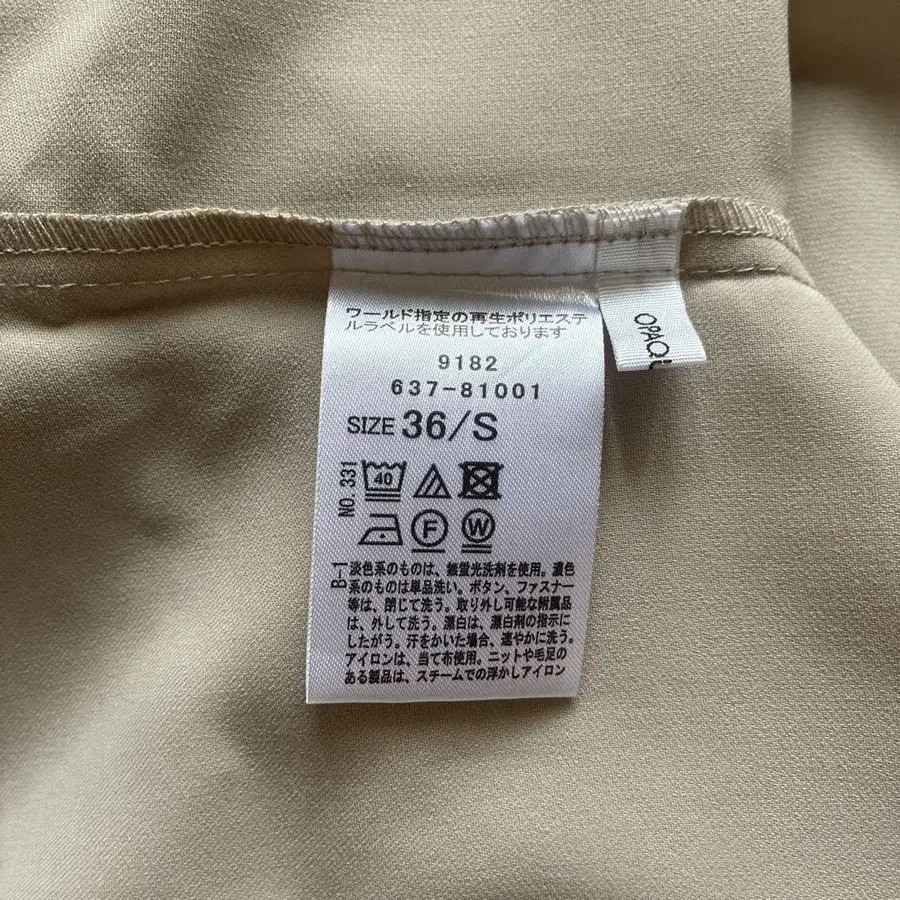 ワールド指定の再生ポリエステ
ルラベルを使用しております
OPAQU
9182
637-81001
SIZE 36/S
NO. 331
40
F
W
B-1
淡色系のものは、無蛍光洗剤を使用。濃色
系のものは単品洗い。ボタン、ファスナー
等は、閉じて洗う。取り外し可能な附属品
は、外して洗う。漂白は、漂白剤の指示に
したがう。汗をかいた場合、速やかに洗う。
アイロンは、当て布使用。ニットや毛足の
ある製品は、スチームでの浮かしアイロン